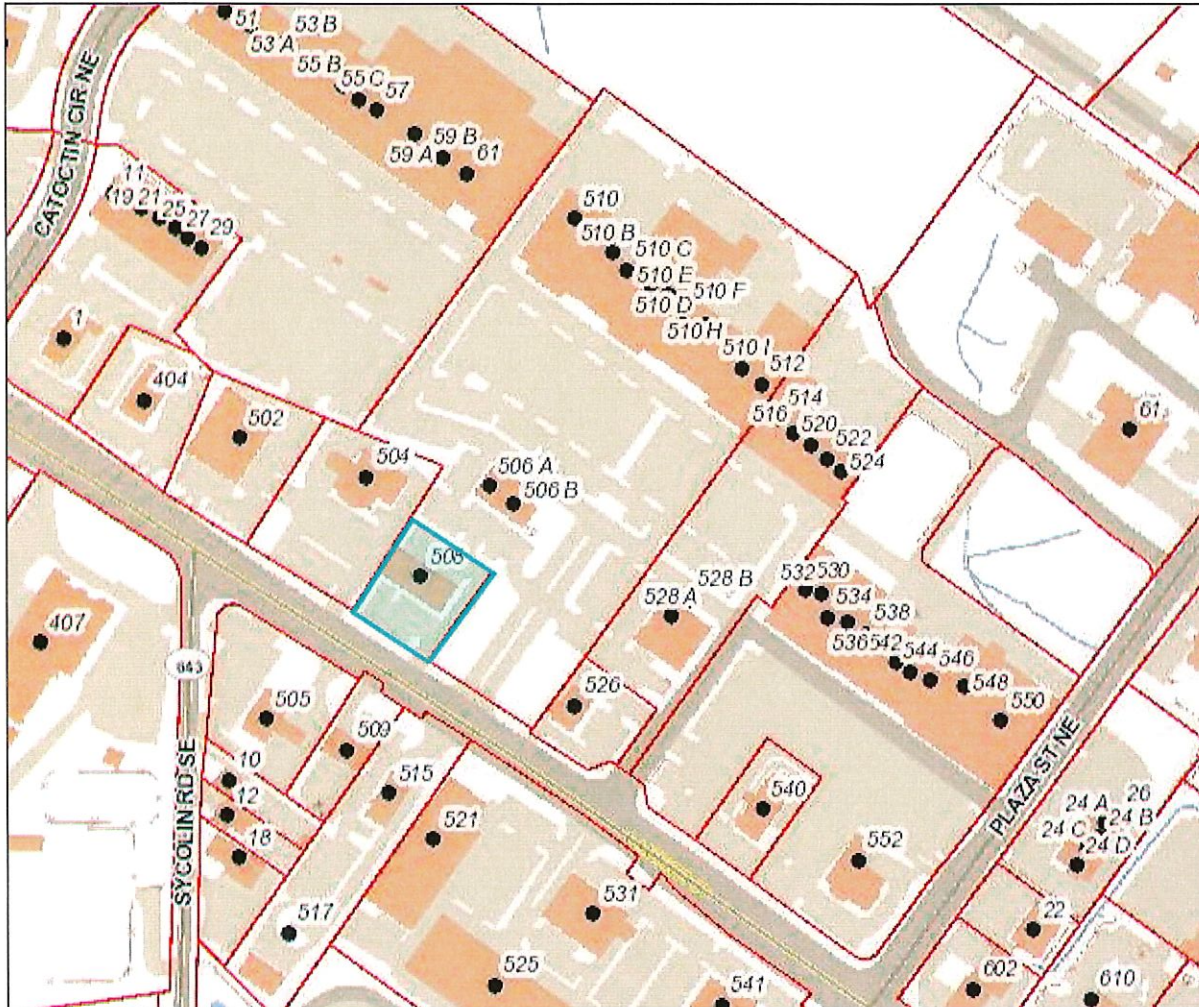 51
53 B
53 A
55 B
55 C
57
59 B
59 A
61
CATOCTIN CIR NE
11
19
21
25
27
29
510
510 B
510 C
510 E
510 F
510 D
510 H
510 I
512
514
516
520
522
524
1
404
502
504
506 A
506 B
508
61
528 B
528 A
532
530
534
538
536
542
544
546
548
550
526
407
643
505
509
10
12
18
515
521
517
SYCOLIN RD SE
540
552
PLAZA ST NE
531
525
541
26
24 A
24 B
24 C
24 D
22
602
610